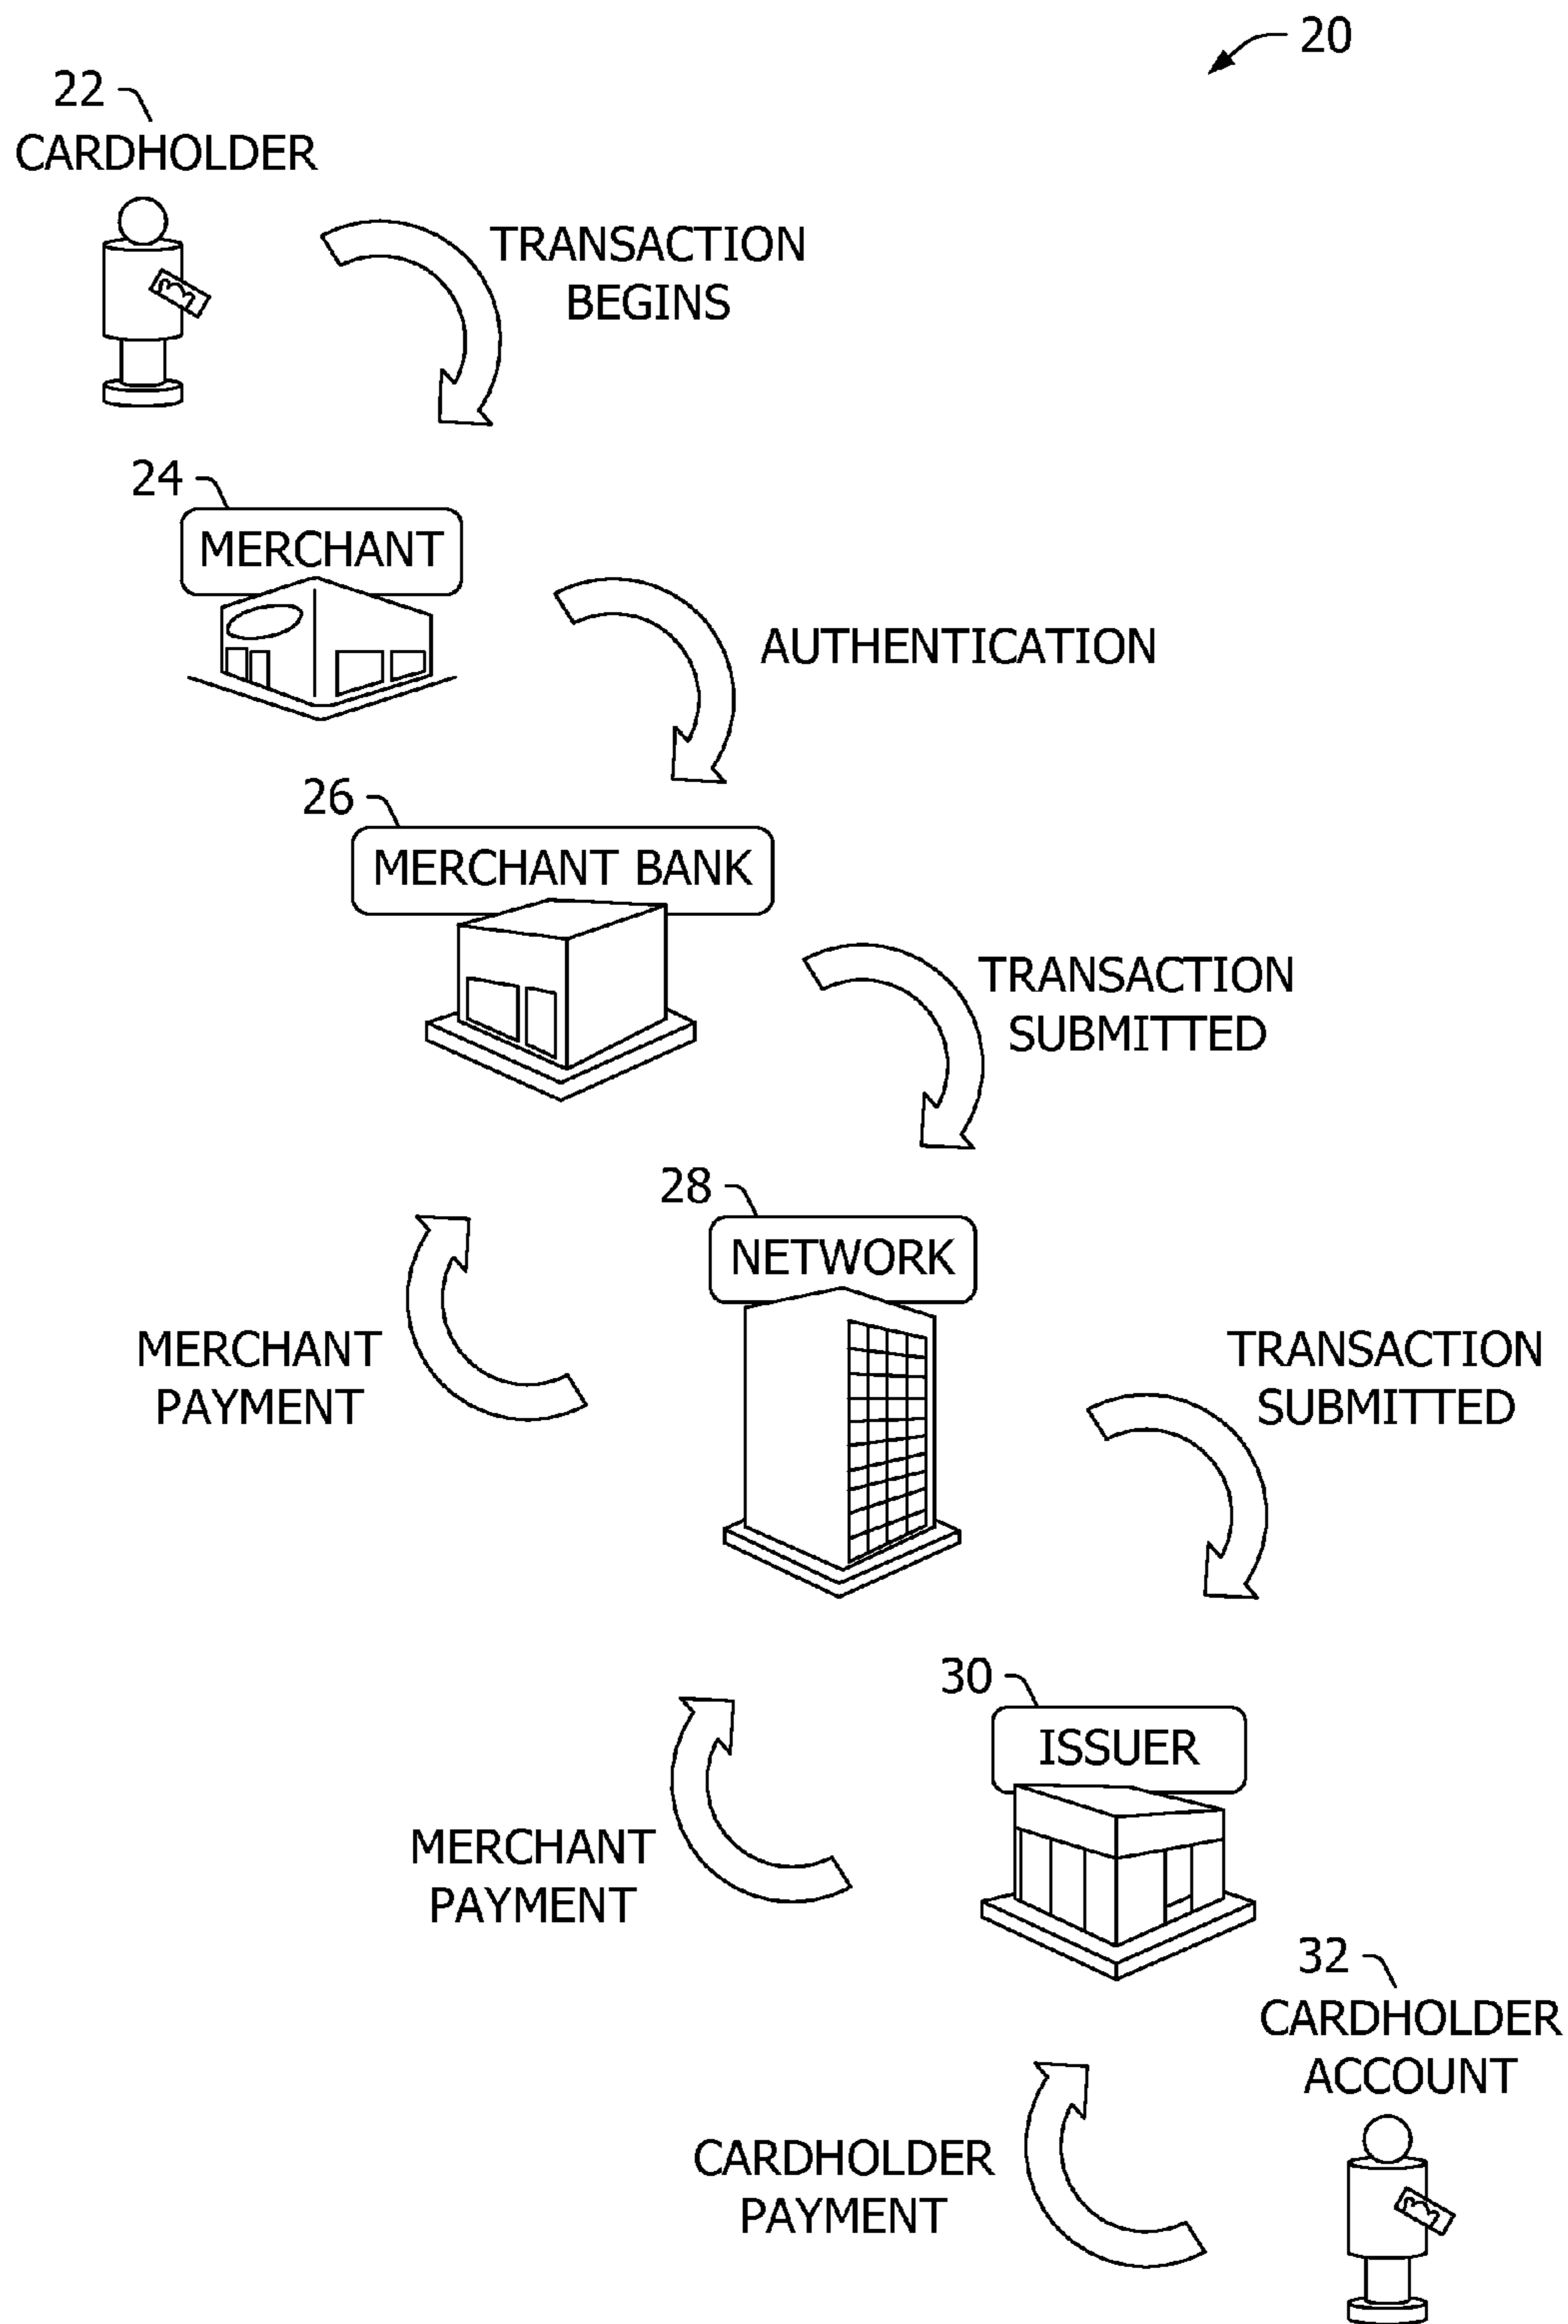 20
22
CARDHOLDER
TRANSACTION
BEGINS
24
MERCHANT
AUTHENTICATION
26
MERCHANT BANK
TRANSACTION
SUBMITTED
28
NETWORK
MERCHANT
PAYMENT
TRANSACTION
SUBMITTED
30
ISSUER
MERCHANT
PAYMENT
32
CARDHOLDER
ACCOUNT
CARDHOLDER
PAYMENT